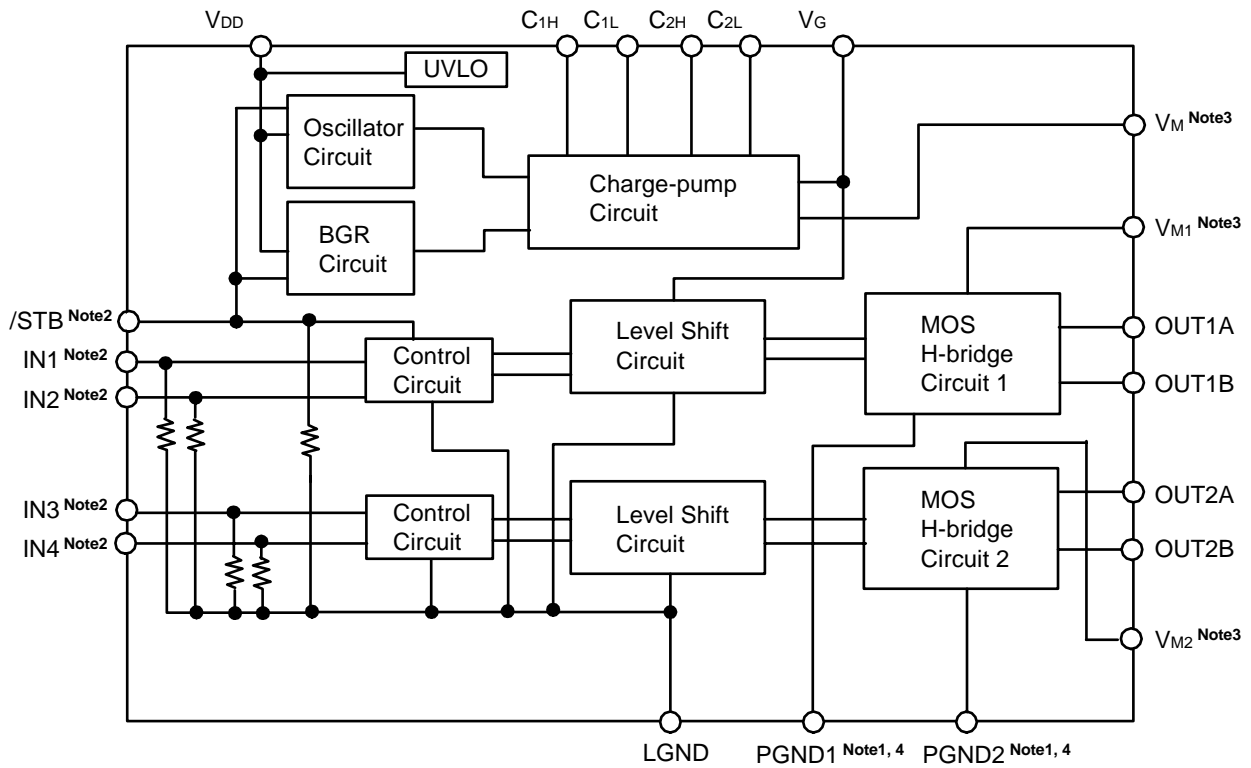 VDD
C1H
C1L
C2H
C2L
VG
UVLO
Oscillator
Circuit
Charge-pump
Circuit
BGR
Circuit
VM Note3
VM1 Note3
/STB Note2
IN1 Note2
IN2 Note2
Control
Circuit
Level Shift
Circuit
MOS
H-bridge
Circuit 1
OUT1A
OUT1B
IN3 Note2
IN4 Note2
Control
Circuit
Level Shift
Circuit
MOS
H-bridge
Circuit 2
OUT2A
OUT2B
VM2 Note3
LGND
PGND1 Note1, 4
PGND2 Note1, 4